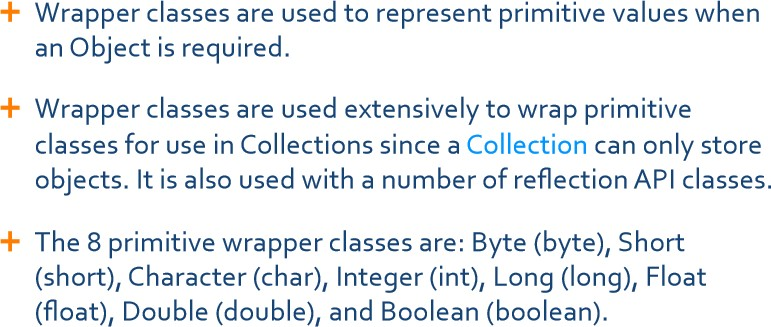 + Wrapper classes are used to represent primitive values when
an Object is required.
+ Wrapper classes are used extensively to wrap primitive
classes for use in Collections since a Collection can only store
objects. It is also used with a number of reflection API classes.
+ The 8 primitive wrapper classes are: Byte (byte), Short
(short), Character (char), Integer (int), Long (long), Float
(float), Double (double), and Boolean (boolean).